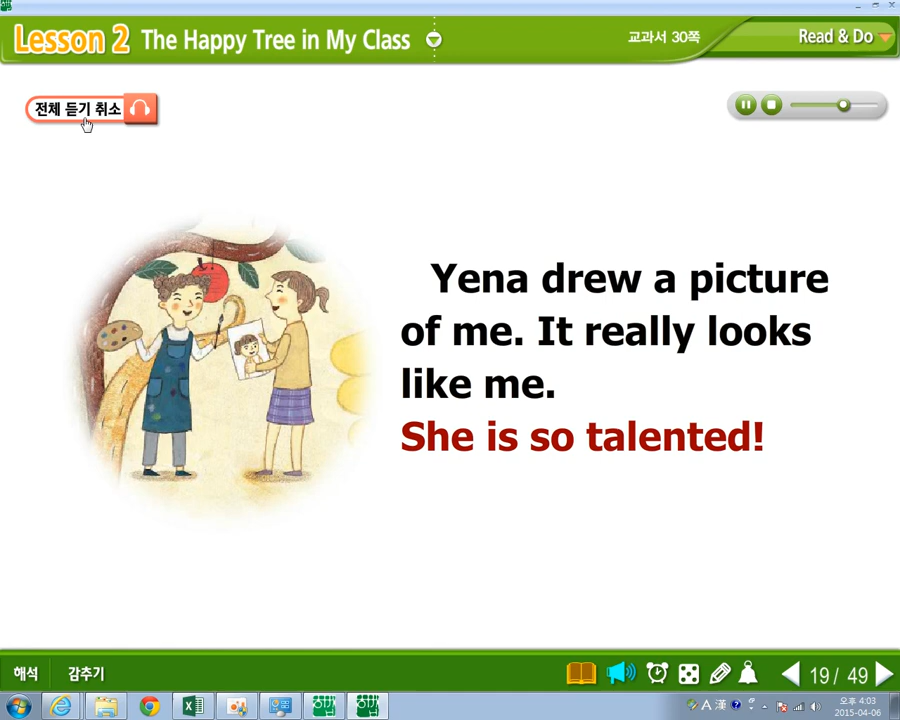 Lesson 2 The Happy Tree in My Class
교과서 30쪽
Read & Do
전체 듣기 취소
Yena drew a picture
of me. It really looks
like me.
She is so talented!
해석 감추기
19 / 49
A 漢
오후 4:03
2015-04-06